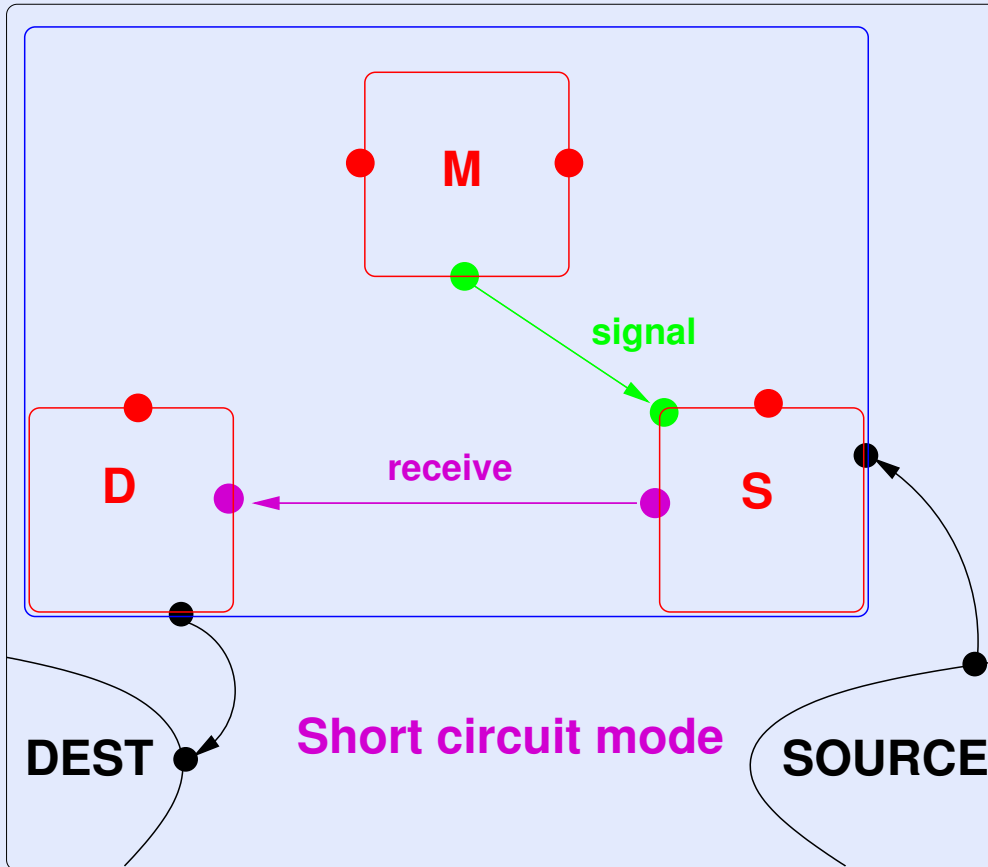 M
signal
receive
D
S
Short circuit mode
DEST
SOURCE